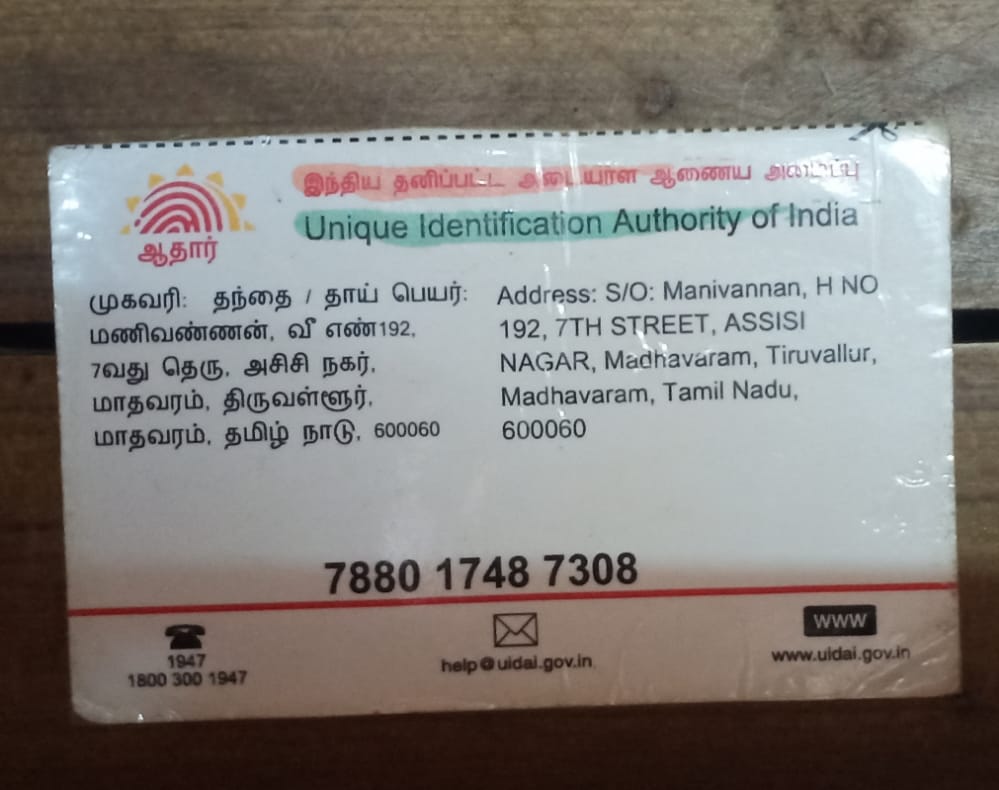 இந்திய தனிப்பட்ட அடையாள ஆணைய அமைப்பு
Unique Identification Authority of India
ஆதார்
முகவரி: தந்தை / தாய் பெயர்:
மணிவண்ணன், வீ எண்192,
7வது தெரு, அசிசி நகர்,
மாதவரம், திருவள்ளூர்,
மாதவரம், தமிழ் நாடு, 600060
Address: S/O: Manivannan, H NO
192, 7TH STREET, ASSISI
NAGAR, Madhavaram, Tiruvallur,
Madhavaram, Tamil Nadu,
600060
7880 1748 7308
1947
1800 300 1947
help@uidai.gov.in
www
www.uidai.gov.in